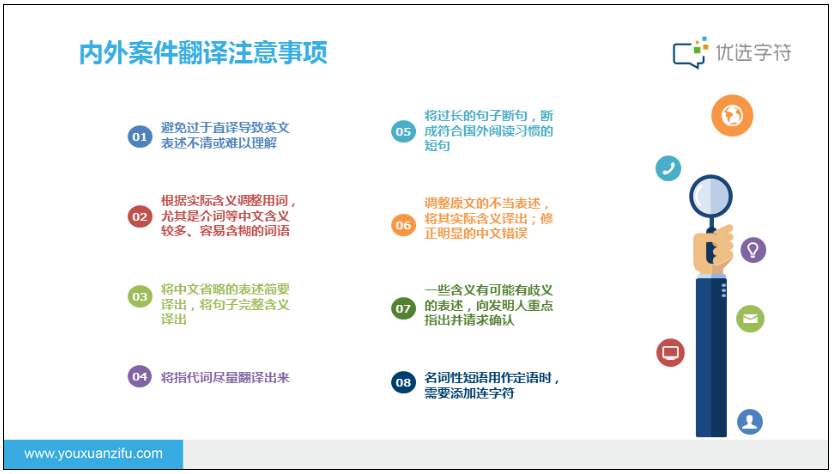 内外案件翻译注意事项
优选字符
01
避免过于直译导致英文
表述不清或难以理解
02
根据实际含义调整用词，
尤其是介词等中文含义
较多、容易含糊的词语
03
将中文省略的表述简要
译出，将句子完整含义
译出
04
将指代词尽量翻译出来
05
将过长的句子断句，断
成符合国外阅读习惯的
短句
06
调整原文的不当表述，
将其实际含义译出；修
正明显的中文错误
07
一些含义有可能有歧义
的表述，向发明人重点
指出并请求确认
08
名词性短语用作定语时，
需要添加连字符
www.youxuanzifu.com